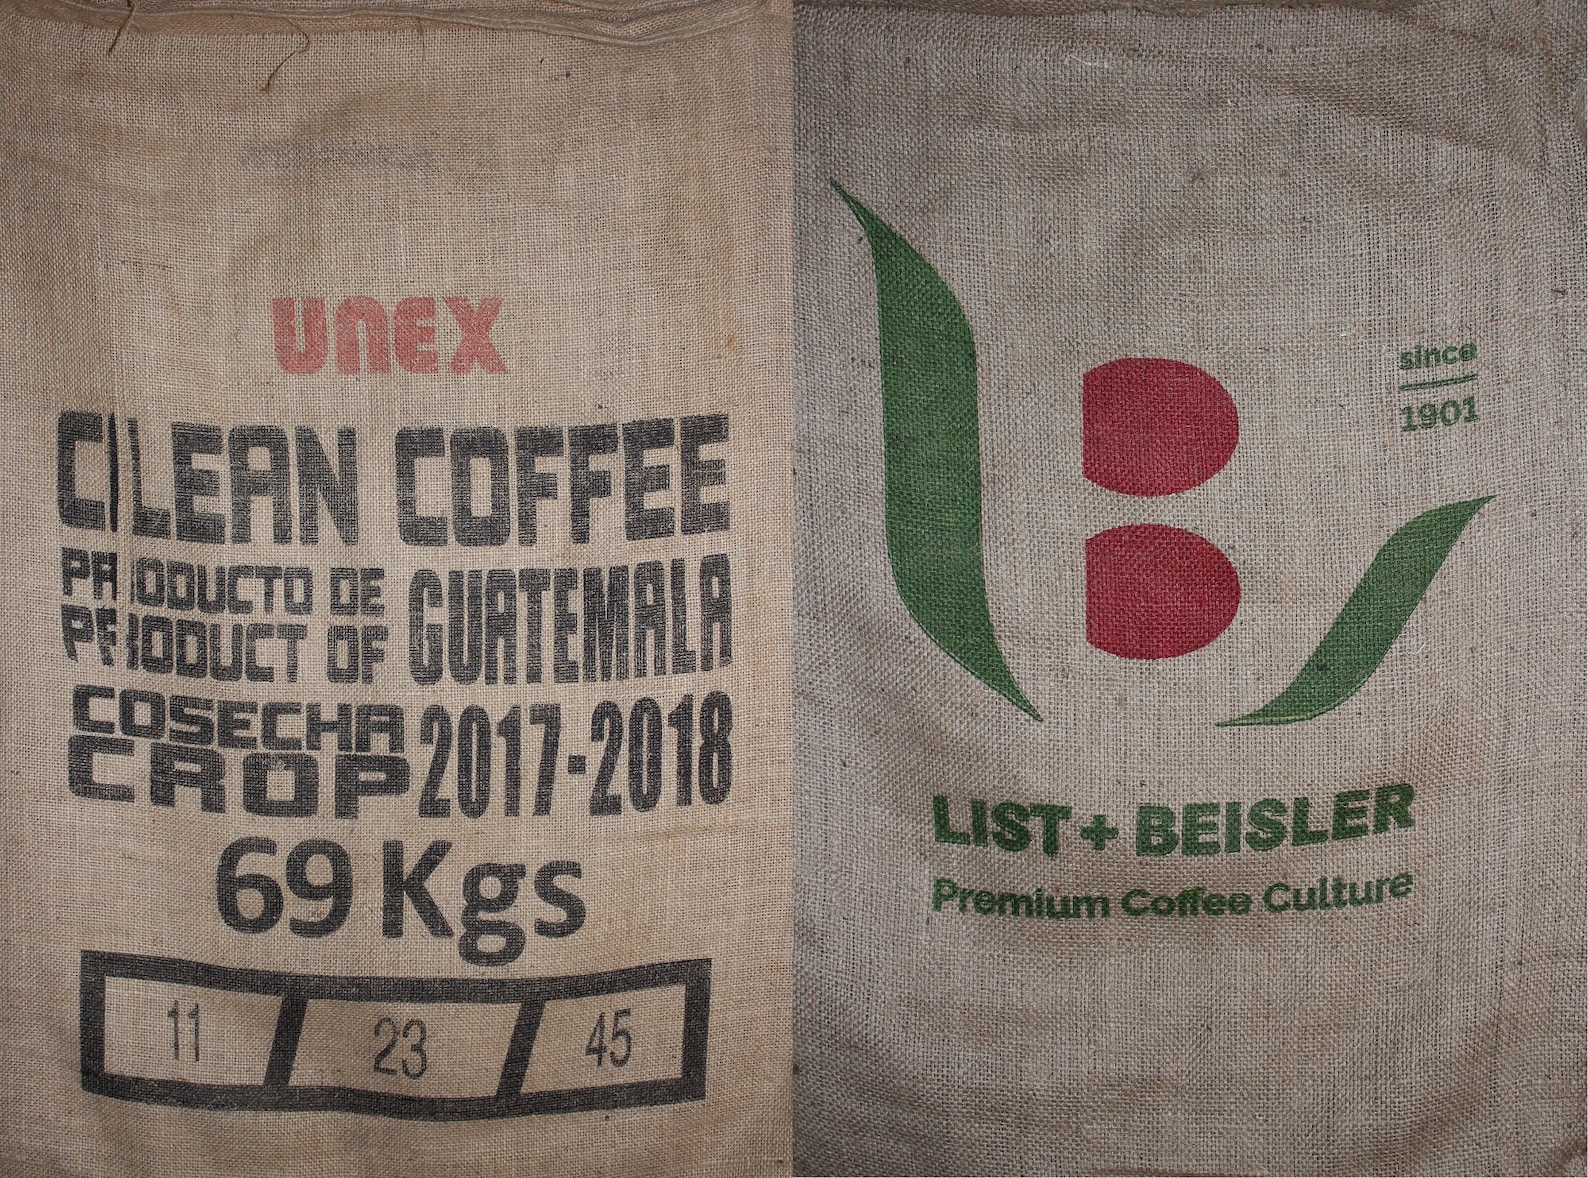 UNEX
CLEAN COFFEE
PRODUCTO DE
PRODUCT OF GUATEMALA
COSECHA
CROP 2017-2018
69 Kgs
11 23 45
since
1901
LIST + BEISLER
Premium Coffee Culture